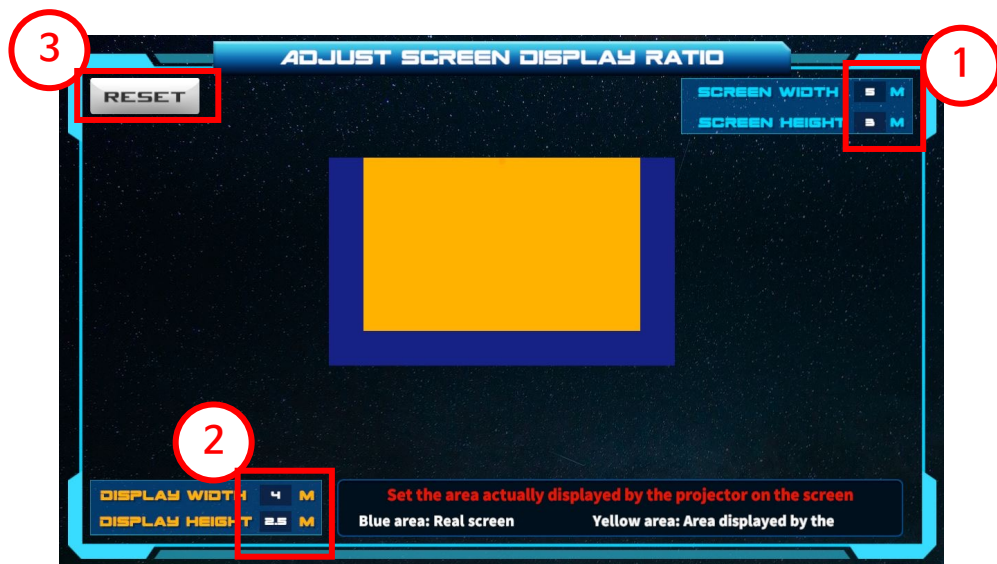 3
ADJUST SCREEN DISPLAY RATIO
1
RESET
SCREEN WIDTH 5 M
SCREEN HEIGHT 3 M
2
DISPLAY WIDTH 4 M
DISPLAY HEIGHT 2.5 M
Set the area actually displayed by the projector on the screen
Blue area: Real screen Yellow area: Area displayed by the